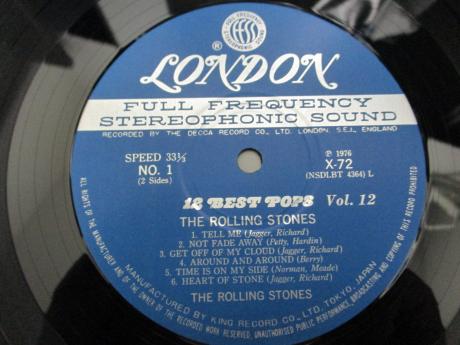 FULL FREQUENCY STEREOPHONIC SOUND
ffss
®
LONDON
FULL FREQUENCY
STEREOPHONIC SOUND
RECORDED BY THE DECCA RECORD CO., LTD. LONDON. S.E.I., ENGLAND
SPEED 33⅓
NO. 1
(2 Sides)
℗ 1976
X-72
(NSDLBT 4364) L
12 BEST POPS Vol. 12
THE ROLLING STONES
1. TELL ME (Jagger, Richard)
2. NOT FADE AWAY (Petty, Hardin)
3. GET OFF OF MY CLOUD (Jagger, Richard)
4. AROUND AND AROUND (Berry)
5. TIME IS ON MY SIDE (Norman, Meade)
6. HEART OF STONE (Jagger, Richard)
THE ROLLING STONES
MANUFACTURED BY KING RECORD CO., LTD. TOKYO, JAPAN
ALL RIGHTS OF THE MANUFACTURER AND OF THE OWNER OF THE RECORDED WORK RESERVED. UNAUTHORISED PUBLIC PERFORMANCE, BROADCASTING AND COPYING OF THIS RECORD PROHIBITED